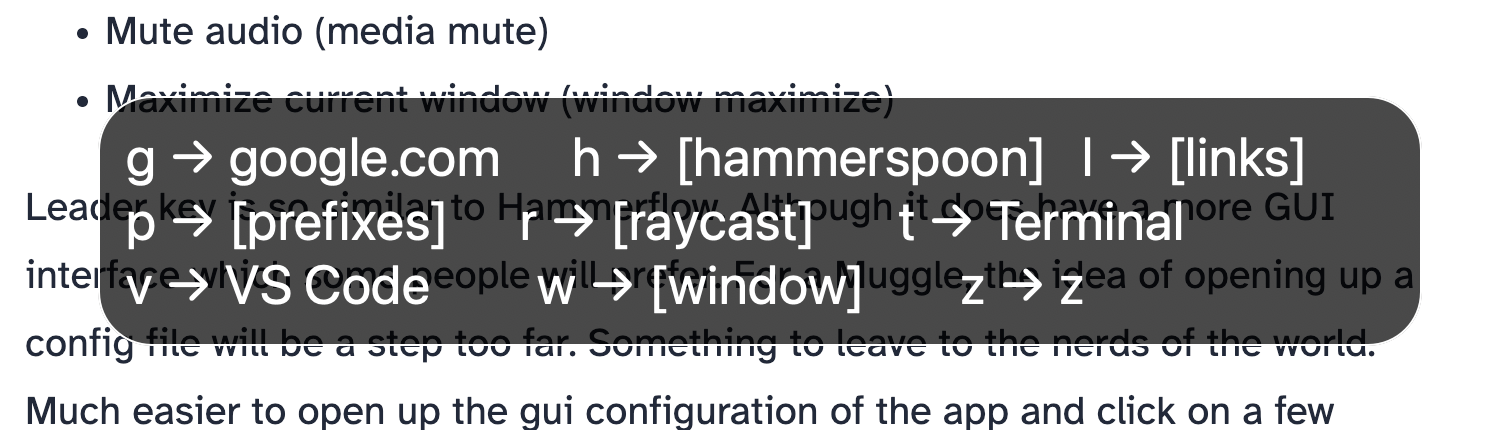 • Mute audio (media mute)
• Maximize current window (window maximize)
g → google.com h → [hammerspoon] l → [links]
Leader key is so similar to Hammerflow. Although it does have a more GUI
p → [prefixes] r → [raycast] t → Terminal
interface which some people will prefer. For a Muggle, the idea of opening up a
v → VS Code w → [window] z → z
config file will be a step too far. Something to leave to the nerds of the world.
Much easier to open up the gui configuration of the app and click on a few